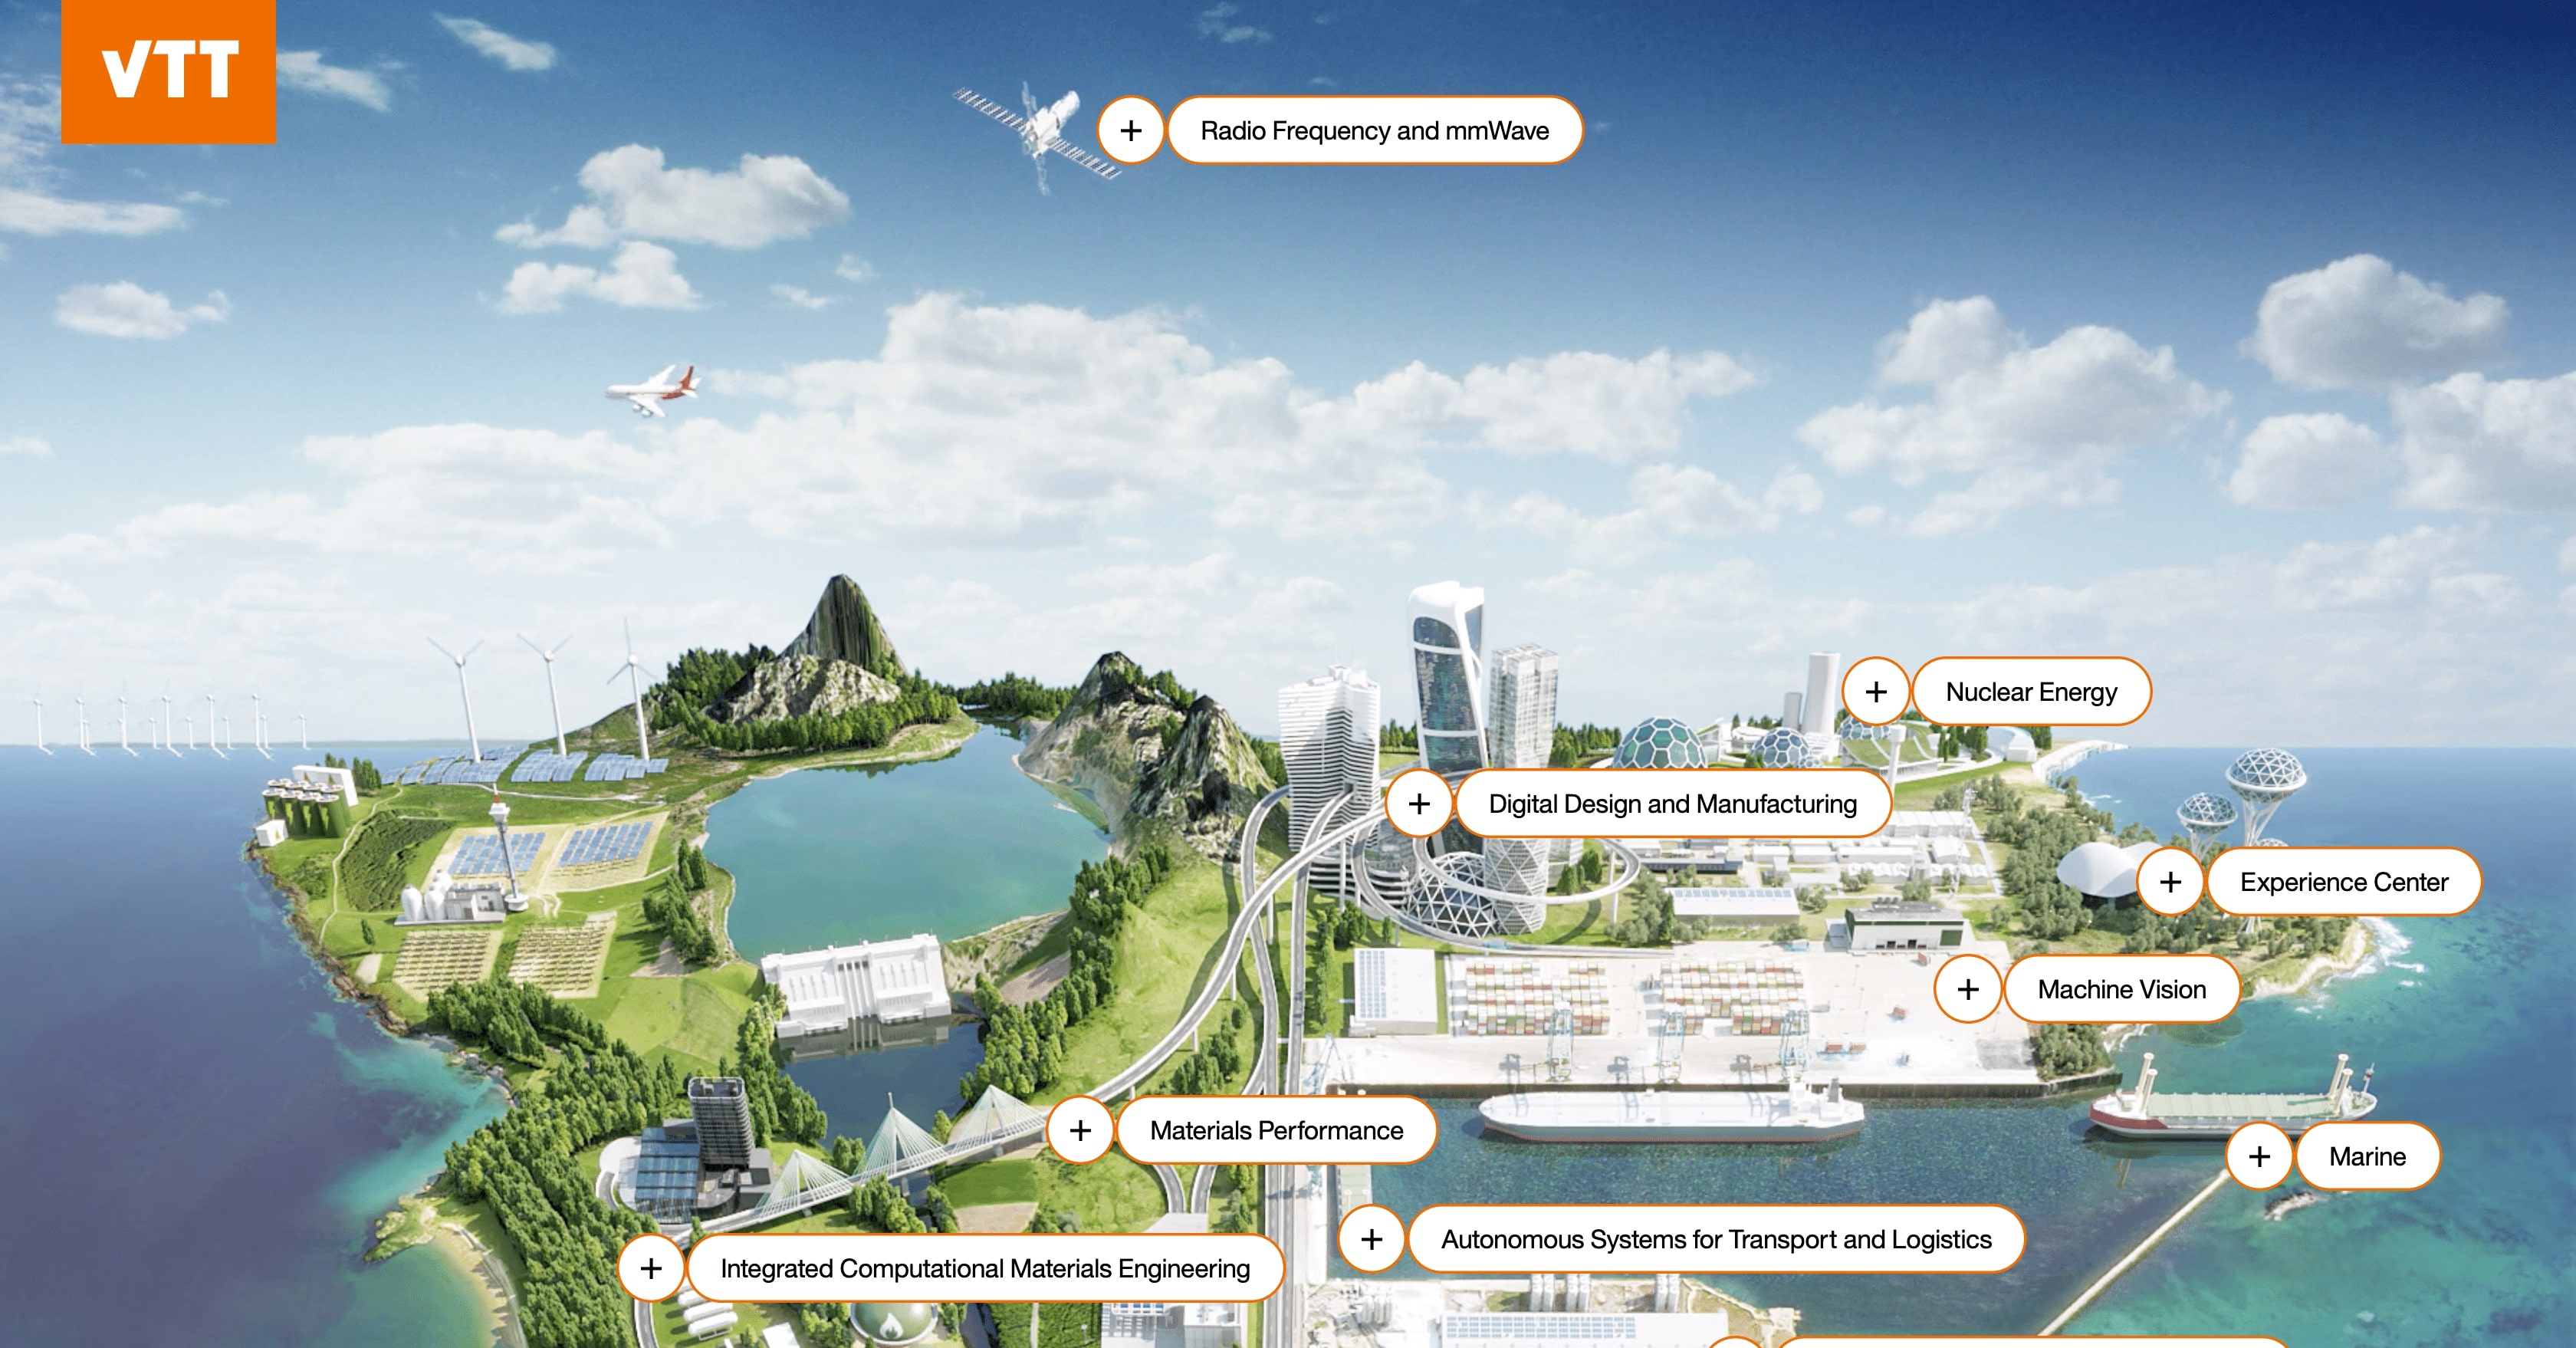 VTT
+ Radio Frequency and mmWave
+ Nuclear Energy
+ Digital Design and Manufacturing
+ Experience Center
+ Machine Vision
+ Materials Performance
+ Marine
+ Autonomous Systems for Transport and Logistics
+ Integrated Computational Materials Engineering